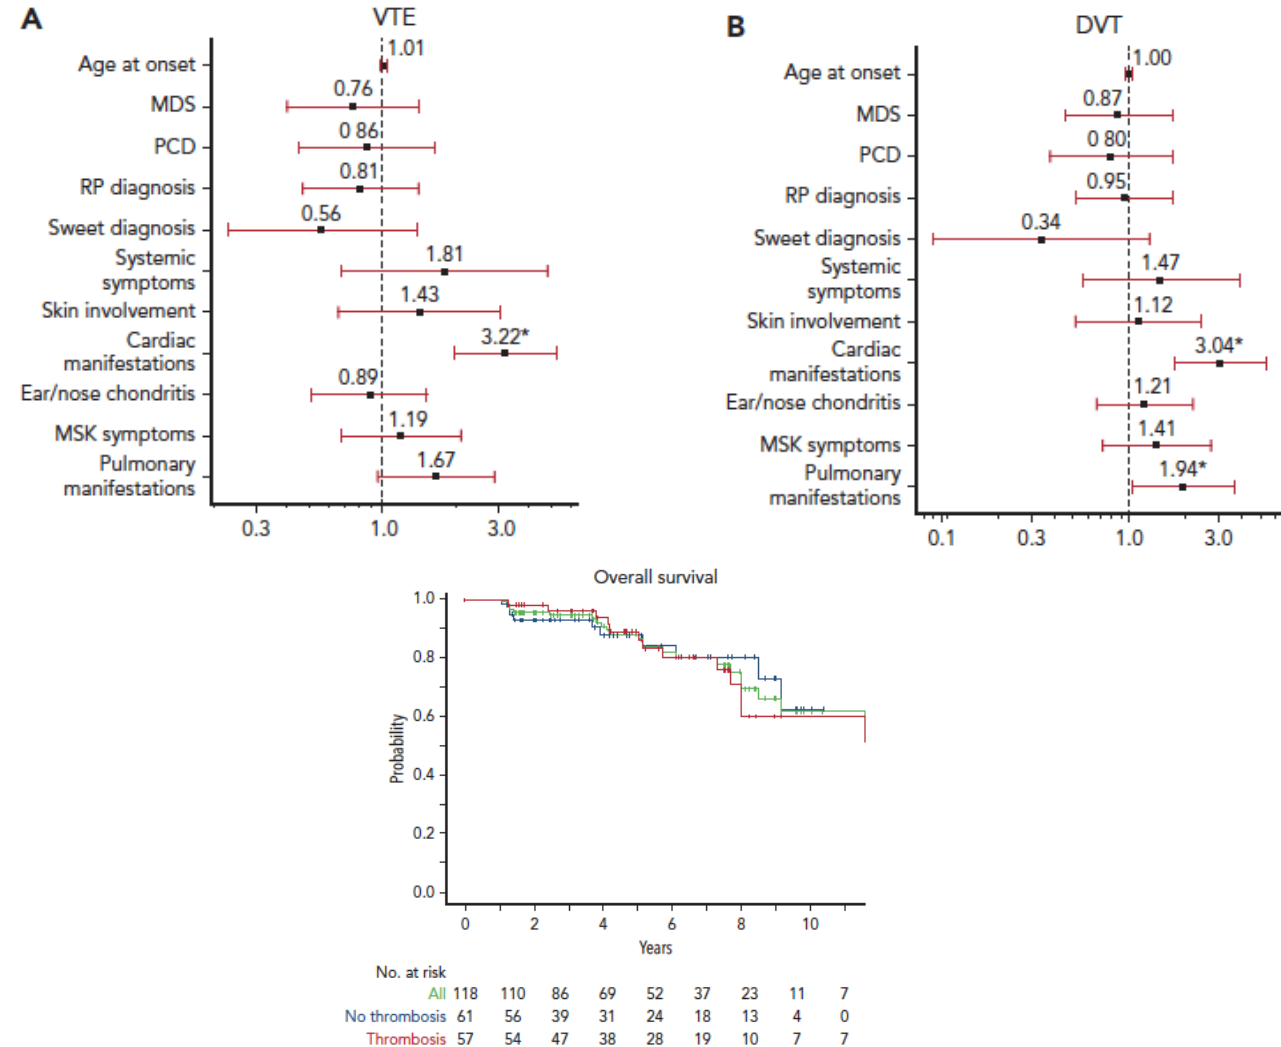 A
VTE
Age at onset
1.01
MDS
0.76
PCD
0 86
RP diagnosis
0.81
Sweet diagnosis
0.56
Systemic
symptoms
1.81
Skin involvement
1.43
Cardiac
manifestations
3.22*
Ear/nose chondritis
0.89
MSK symptoms
1.19
Pulmonary
manifestations
1.67
0.3 1.0 3.0
B
DVT
Age at onset
1.00
MDS
0.87
PCD
0 80
RP diagnosis
0.95
Sweet diagnosis
0.34
Systemic
symptoms
1.47
Skin involvement
1.12
Cardiac
manifestations
3.04*
Ear/nose chondritis
1.21
MSK symptoms
1.41
Pulmonary
manifestations
1.94*
0.1 0.3 1.0 3.0
Overall survival
Probability
1.0
0.8
0.6
0.4
0.2
0.0
0 2 4 6 8 10
Years
No. at risk
All 118 110 86 69 52 37 23 11 7
No thrombosis 61 56 39 31 24 18 13 4 0
Thrombosis 57 54 47 38 28 19 10 7 7